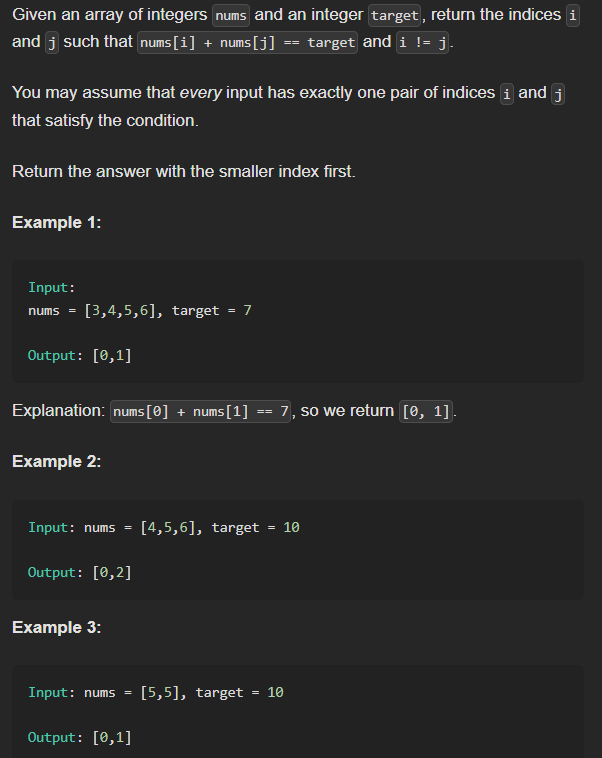 Given an array of integers nums and an integer target, return the indices i
and j such that nums[i] + nums[j] == target and i != j.
You may assume that every input has exactly one pair of indices i and j
that satisfy the condition.
Return the answer with the smaller index first.
Example 1:
Input:
nums = [3,4,5,6], target = 7
Output: [0,1]
Explanation: nums[0] + nums[1] == 7, so we return [0, 1].
Example 2:
Input: nums = [4,5,6], target = 10
Output: [0,2]
Example 3:
Input: nums = [5,5], target = 10
Output: [0,1]